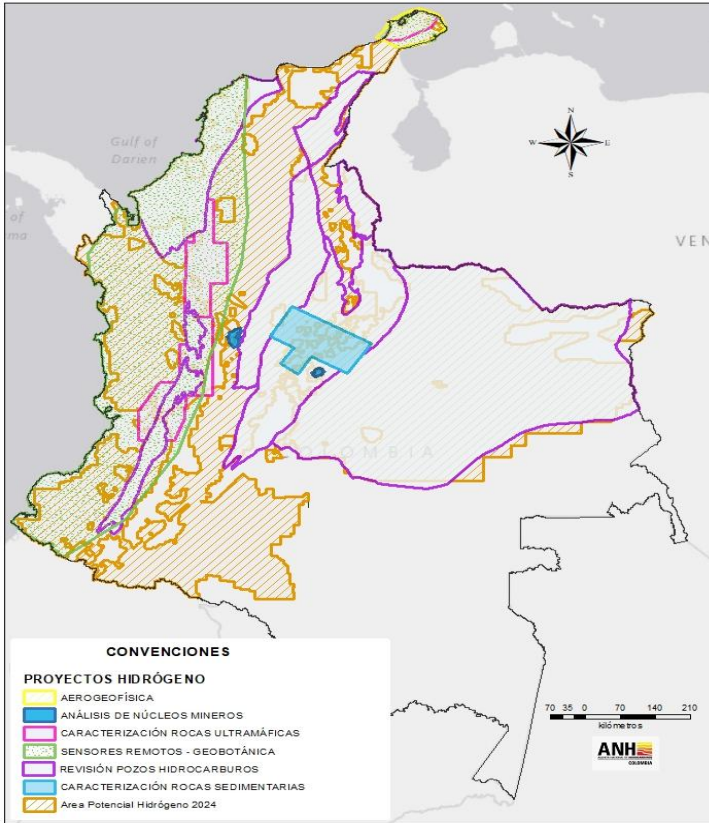 Gulf of
Darien
N
W
E
S
of
ma
VEN
COLOMBIA
CONVENCIONES
PROYECTOS HIDRÓGENO
AEROGEOFÍSICA
ANÁLISIS DE NÚCLEOS MINEROS
CARACTERIZACIÓN ROCAS ULTRAMÁFICAS
SENSORES REMOTOS - GEOBOTÁNICA
REVISIÓN POZOS HIDROCARBUROS
CARACTERIZACIÓN ROCAS SEDIMENTARIAS
Area Potencial Hidrógeno 2024
70 35 0 70 140 210
kilómetros
ANH
COLOMBIA